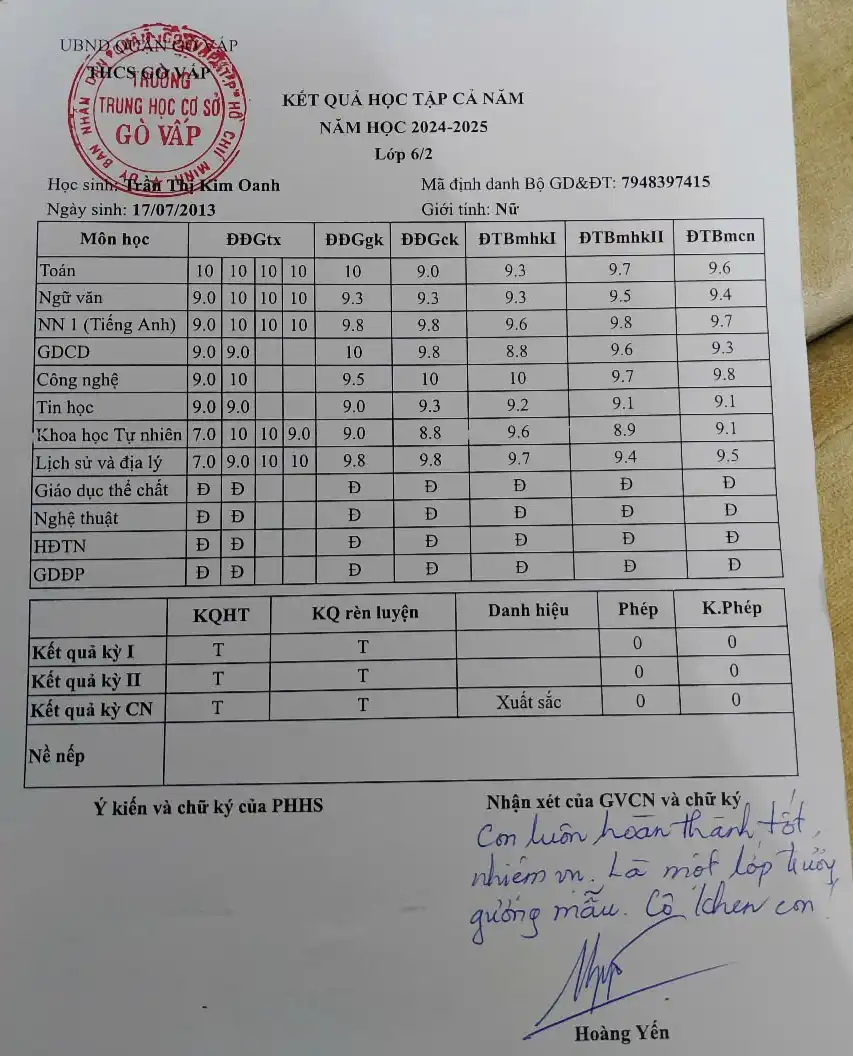 UBND QUẬN GÒ VẤP
THCS GÒ VẤP
TRƯỜNG
TRUNG HỌC CƠ SỞ
GÒ VẤP
ỦY BAN NHÂN DÂN QUẬN GÒ VẤP TP HỒ CHÍ MINH
KẾT QUẢ HỌC TẬP CẢ NĂM
NĂM HỌC 2024-2025
Lớp 6/2
Học sinh: Trần Thị Kim Oanh Mã định danh Bộ GD&ĐT: 7948397415
Ngày sinh: 17/07/2013 Giới tính: Nữ
Môn học ĐĐGtx ĐĐGgk ĐĐGck ĐTBmhkI ĐTBmhkII ĐTBmcn
Toán 10 10 10 10 10 9.0 9.3 9.7 9.6
Ngữ văn 9.0 10 10 10 9.3 9.3 9.3 9.5 9.4
NN 1 (Tiếng Anh) 9.0 10 10 10 9.8 9.8 9.6 9.8 9.7
GDCD 9.0 9.0 10 9.8 8.8 9.6 9.3
Công nghệ 9.0 10 9.5 10 10 9.7 9.8
Tin học 9.0 9.0 9.0 9.3 9.2 9.1 9.1
Khoa học Tự nhiên 7.0 10 10 9.0 9.0 8.8 9.6 8.9 9.1
Lịch sử và địa lý 7.0 9.0 10 10 9.8 9.8 9.7 9.4 9.5
Giáo dục thể chất Đ Đ Đ Đ Đ Đ Đ
Nghệ thuật Đ Đ Đ Đ Đ Đ Đ
HĐTN Đ Đ Đ Đ Đ Đ Đ
GDĐP Đ Đ Đ Đ Đ Đ Đ
KQHT KQ rèn luyện Danh hiệu Phép K.Phép
Kết quả kỳ I T T 0 0
Kết quả kỳ II T T 0 0
Kết quả kỳ CN T T Xuất sắc 0 0
Nề nếp
Ý kiến và chữ ký của PHHS Nhận xét của GVCN và chữ ký
Con luôn hoàn thành tốt
nhiệm vụ. Là một lớp trưởng
gương mẫu. Cô khen con!
Hoàng Yến